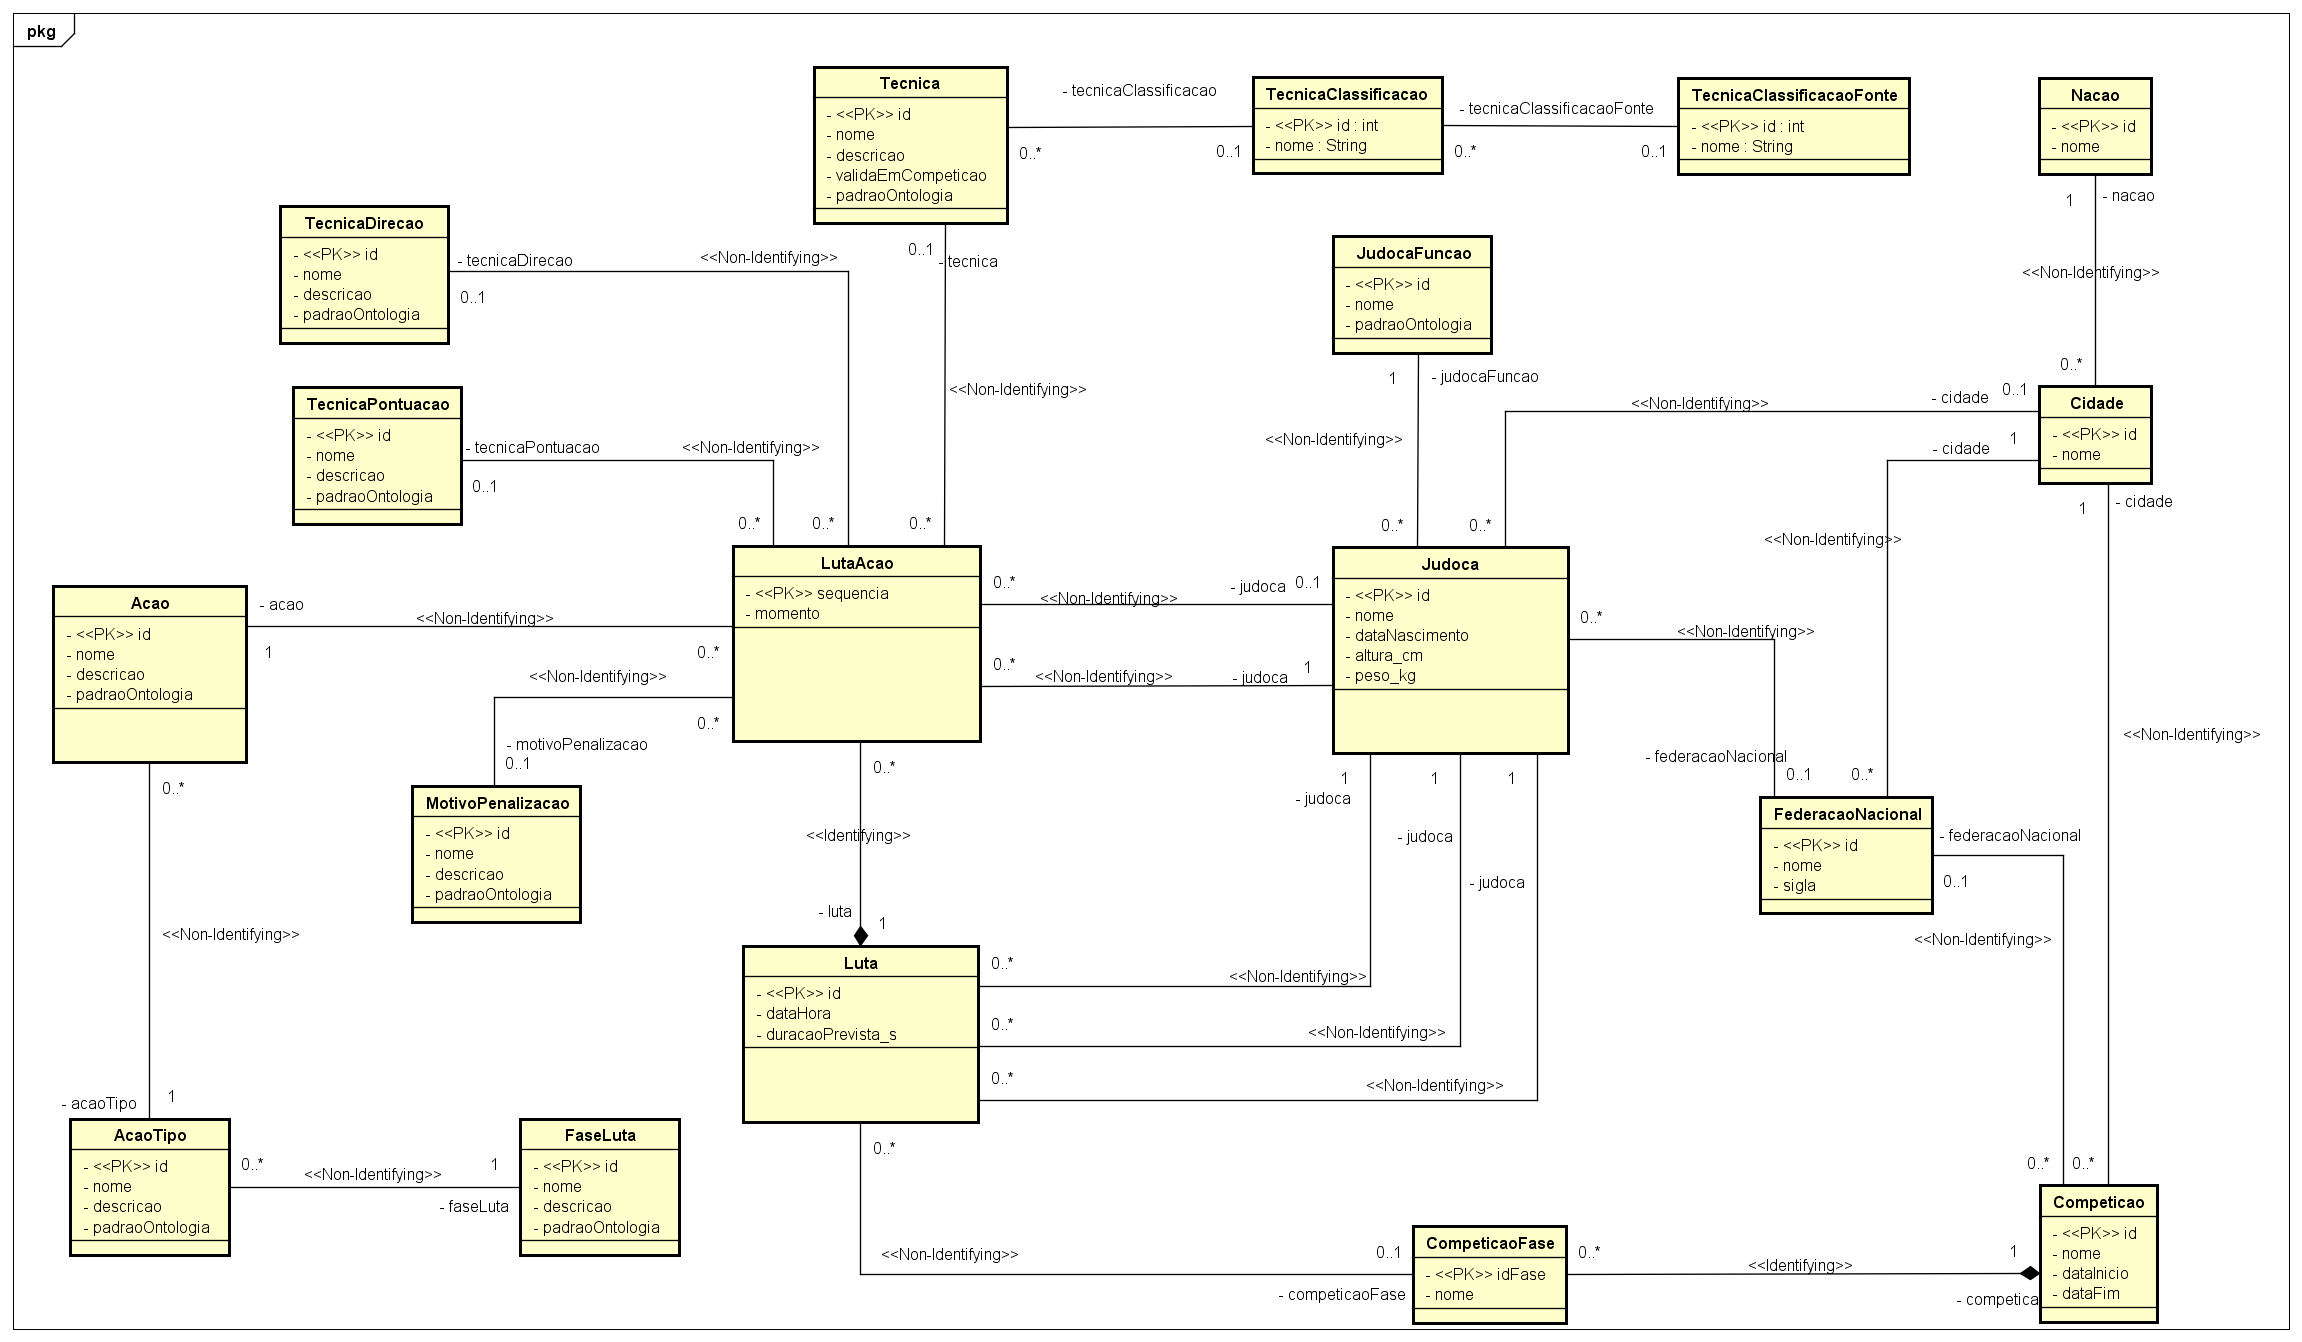 pkg
Tecnica
- <<PK>> id
- nome
- descricao
- validaEmCompeticao
- padraoOntologia
- tecnicaClassificacao
0..*
0..1
TecnicaClassificacao
- <<PK>> id : int
- nome : String
- tecnicaClassificacaoFonte
0..*
0..1
TecnicaClassificacaoFonte
- <<PK>> id : int
- nome : String
Nacao
- <<PK>> id
- nome
1
- nacao
<<Non-Identifying>>
0..*
TecnicaDirecao
- <<PK>> id
- nome
- descricao
- padraoOntologia
- tecnicaDirecao
0..1
<<Non-Identifying>>
0..1
- tecnica
<<Non-Identifying>>
JudocaFuncao
- <<PK>> id
- nome
- padraoOntologia
1
- judocaFuncao
<<Non-Identifying>>
<<Non-Identifying>>
- cidade
0..1
Cidade
- <<PK>> id
- nome
- cidade
1
1
- cidade
<<Non-Identifying>>
TecnicaPontuacao
- <<PK>> id
- nome
- descricao
- padraoOntologia
- tecnicaPontuacao
0..1
<<Non-Identifying>>
0..*
0..*
0..*
0..*
0..*
LutaAcao
- <<PK>> sequencia
- momento
0..*
<<Non-Identifying>>
- judoca
0..1
0..*
<<Non-Identifying>>
- judoca
1
Judoca
- <<PK>> id
- nome
- dataNascimento
- altura_cm
- peso_kg
0..*
<<Non-Identifying>>
- federacaoNacional
0..1
0..*
<<Non-Identifying>>
Acao
- <<PK>> id
- nome
- descricao
- padraoOntologia
- acao
1
<<Non-Identifying>>
0..*
<<Non-Identifying>>
0..*
- motivoPenalizacao
0..1
MotivoPenalizacao
- <<PK>> id
- nome
- descricao
- padraoOntologia
0..*
<<Identifying>>
- luta
1
1
- judoca
1
- judoca
1
- judoca
FederacaoNacional
- <<PK>> id
- nome
- sigla
- federacaoNacional
0..1
<<Non-Identifying>>
0..*
<<Non-Identifying>>
- acaoTipo
1
Luta
- <<PK>> id
- dataHora
- duracaoPrevista_s
0..*
<<Non-Identifying>>
0..*
<<Non-Identifying>>
0..*
<<Non-Identifying>>
AcaoTipo
- <<PK>> id
- nome
- descricao
- padraoOntologia
0..*
<<Non-Identifying>>
1
- faseLuta
FaseLuta
- <<PK>> id
- nome
- descricao
- padraoOntologia
0..*
<<Non-Identifying>>
0..1
- competicaoFase
CompeticaoFase
- <<PK>> idFase
- nome
0..*
<<Identifying>>
1
- competica
0..*
0..*
Competicao
- <<PK>> id
- nome
- dataInicio
- dataFim